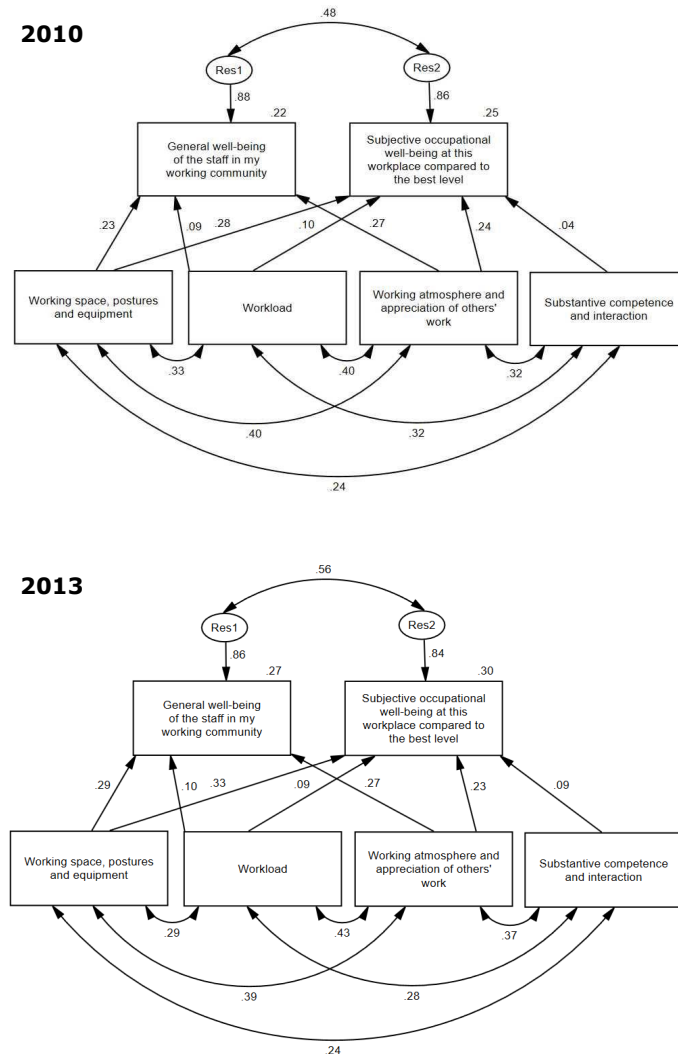 2010
.48
Res1
Res2
.88
.86
.22
.25
General well-being
of the staff in my
working community
Subjective occupational
well-being at this
workplace compared to
the best level
.23
.09
.28
.10
.27
.24
.04
Working space, postures
and equipment
Workload
Working atmosphere and
appreciation of others'
work
Substantive competence
and interaction
.33
.40
.32
.40
.32
.24
2013
.56
Res1
Res2
.86
.84
.27
.30
General well-being
of the staff in my
working community
Subjective occupational
well-being at this
workplace compared to
the best level
.29
.10
.33
.09
.27
.23
.09
Working space, postures
and equipment
Workload
Working atmosphere and
appreciation of others'
work
Substantive competence
and interaction
.29
.43
.37
.39
.28
.24